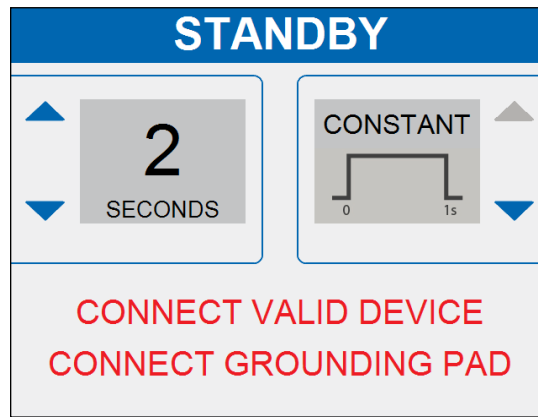 STANDBY
2
SECONDS
CONSTANT
0 1s
CONNECT VALID DEVICE
CONNECT GROUNDING PAD